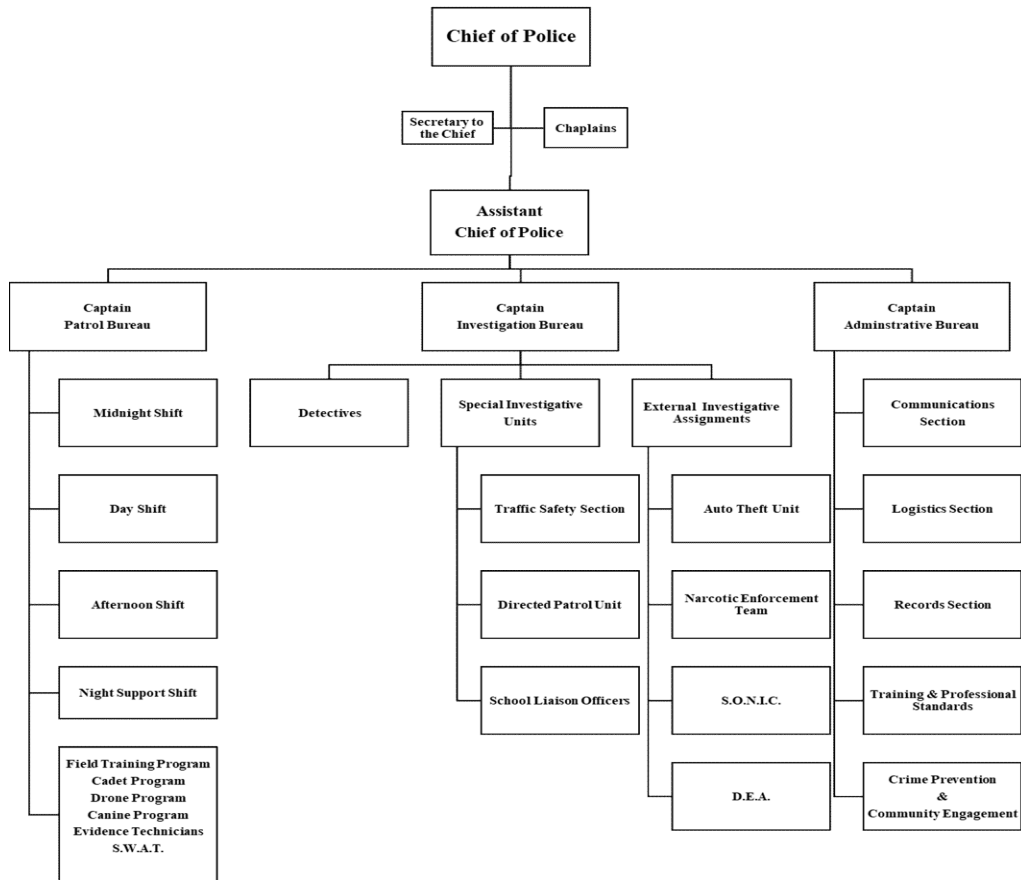 Chief of Police
Secretary to
the Chief
Chaplains
Assistant
Chief of Police
Captain
Patrol Bureau
Captain
Investigation Bureau
Captain
Adminstrative Bureau
Midnight Shift
Day Shift
Afternoon Shift
Night Support Shift
Field Training Program
Cadet Program
Drone Program
Canine Program
Evidence Technicians
S.W.A.T.
Detectives
Special Investigative
Units
Traffic Safety Section
Directed Patrol Unit
School Liaison Officers
External Investigative
Assignments
Auto Theft Unit
Narcotic Enforcement
Team
S.O.N.I.C.
D.E.A.
Communications
Section
Logistics Section
Records Section
Training & Professional
Standards
Crime Prevention
&
Community Engagement